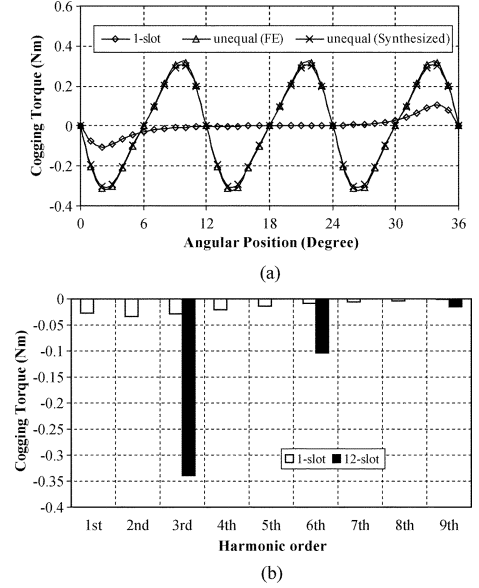 0.6
0.4
0.2
0
-0.2
-0.4
Cogging Torque (Nm)
1-slot
unequal (FE)
unequal (Synthesized)
0 6 12 18 24 30 36
Angular Position (Degree)
(a)
0
-0.05
-0.1
-0.15
-0.2
-0.25
-0.3
-0.35
-0.4
Cogging Torque (Nm)
1-slot 12-slot
1st 2nd 3rd 4th 5th 6th 7th 8th 9th
Harmonic order
(b)